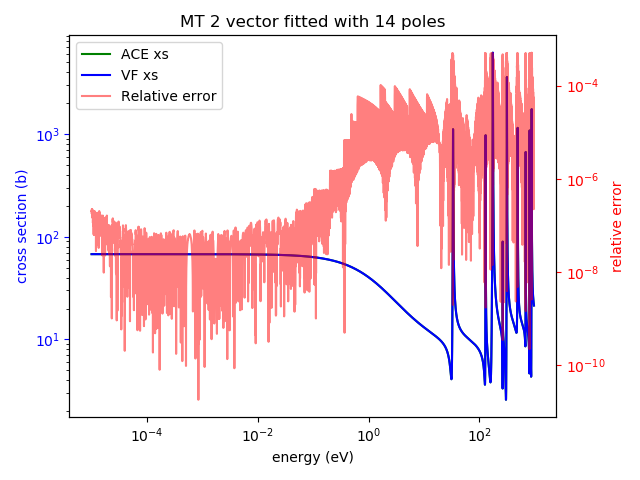 MT 2 vector fitted with 14 poles
ACE xs
VF xs
Relative error
cross section (b)
10^3
10^2
10^1
10^-4
10^-6
10^-8
10^-10
relative error
10^-4
10^-2
10^0
10^2
energy (eV)